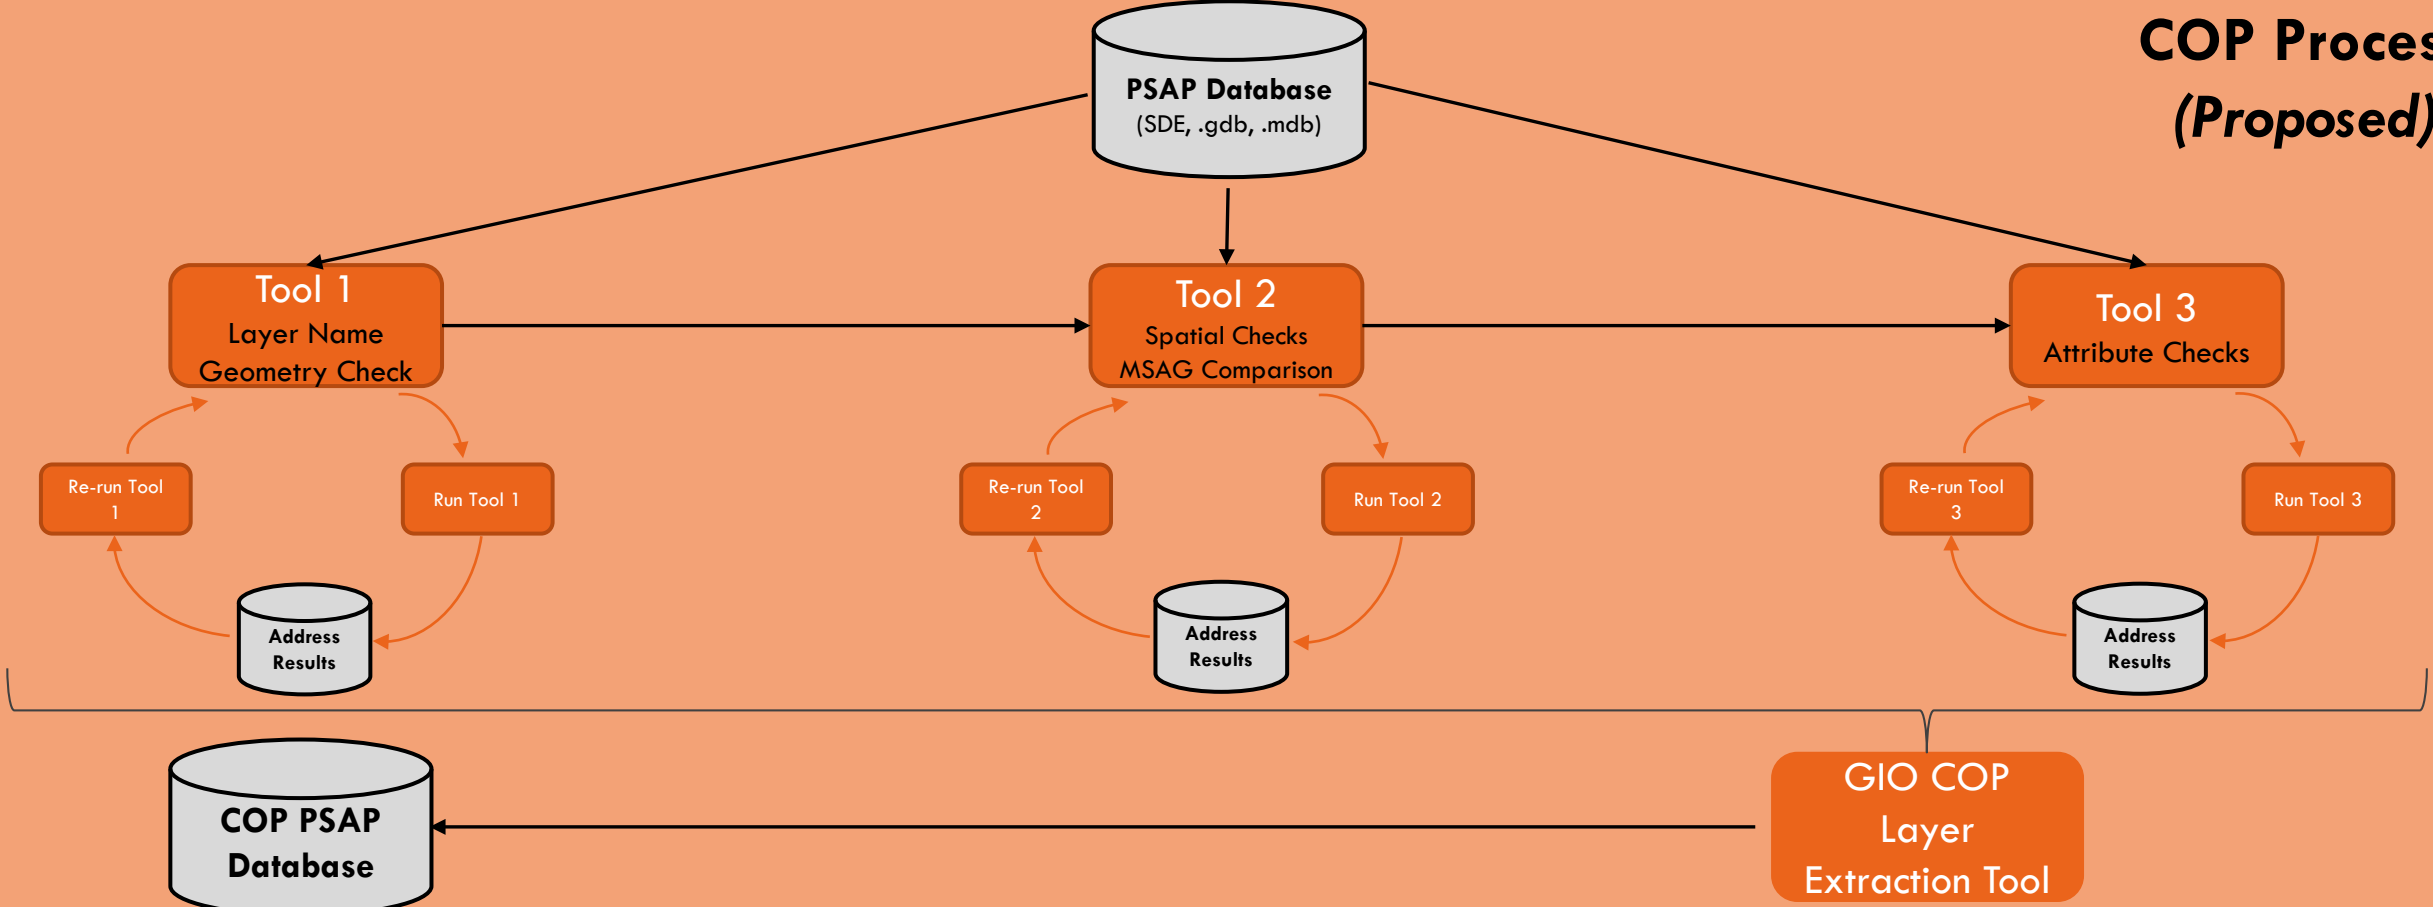 COP Proces
(Proposed)
PSAP Database
(SDE, .gdb, .mdb)
Tool 1
Layer Name
Geometry Check
Tool 2
Spatial Checks
MSAG Comparison
Tool 3
Attribute Checks
Re-run Tool
1
Run Tool 1
Address
Results
Re-run Tool
2
Run Tool 2
Address
Results
Re-run Tool
3
Run Tool 3
Address
Results
COP PSAP
Database
GIO COP
Layer
Extraction Tool